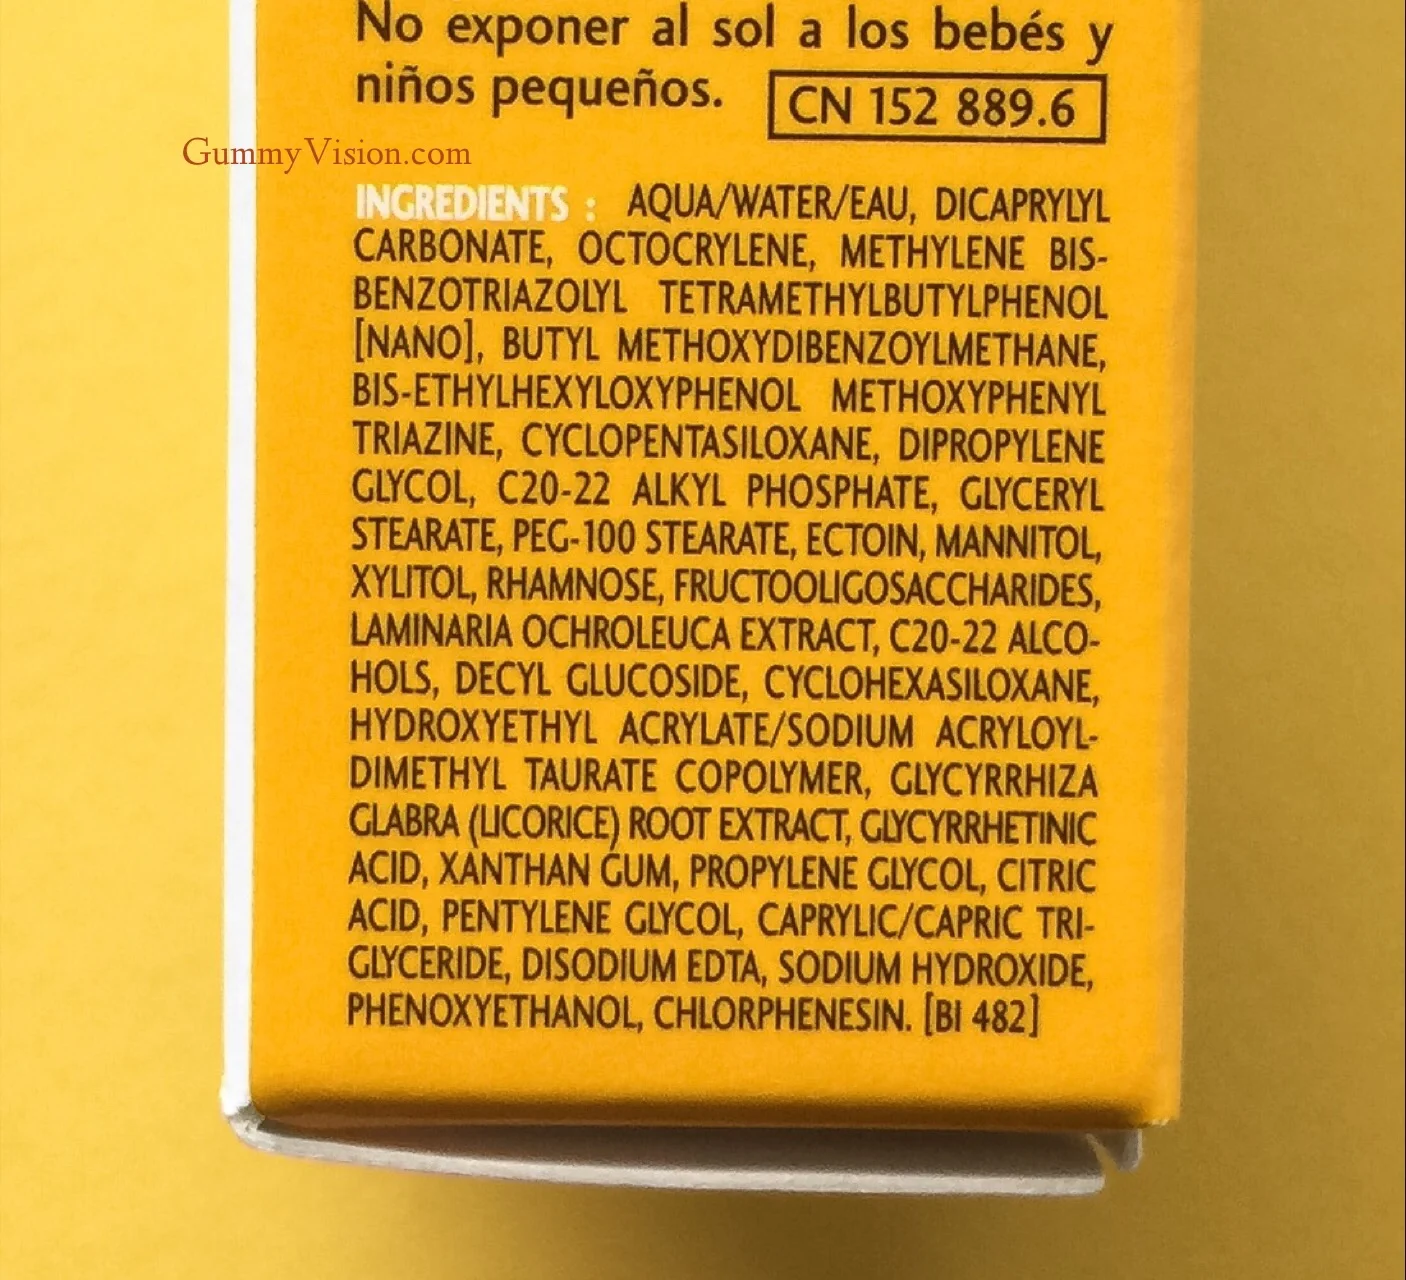 No exponer al sol a los bebés y
niños pequeños.
CN 152 889.6
GummyVision.com
INGREDIENTS : AQUA/WATER/EAU, DICAPRYLYL
CARBONATE, OCTOCRYLENE, METHYLENE BIS-
BENZOTRIAZOLYL TETRAMETHYLBUTYLPHENOL
[NANO], BUTYL METHOXYDIBENZOYLMETHANE,
BIS-ETHYLHEXYLOXYPHENOL METHOXYPHENYL
TRIAZINE, CYCLOPENTASILOXANE, DIPROPYLENE
GLYCOL, C20-22 ALKYL PHOSPHATE, GLYCERYL
STEARATE, PEG-100 STEARATE, ECTOIN, MANNITOL,
XYLITOL, RHAMNOSE, FRUCTOOLIGOSACCHARIDES,
LAMINARIA OCHROLEUCA EXTRACT, C20-22 ALCO-
HOLS, DECYL GLUCOSIDE, CYCLOHEXASILOXANE,
HYDROXYETHYL ACRYLATE/SODIUM ACRYLOYL-
DIMETHYL TAURATE COPOLYMER, GLYCYRRHIZA
GLABRA (LICORICE) ROOT EXTRACT, GLYCYRRHETINIC
ACID, XANTHAN GUM, PROPYLENE GLYCOL, CITRIC
ACID, PENTYLENE GLYCOL, CAPRYLIC/CAPRIC TRI-
GLYCERIDE, DISODIUM EDTA, SODIUM HYDROXIDE,
PHENOXYETHANOL, CHLORPHENESIN. [BI 482]